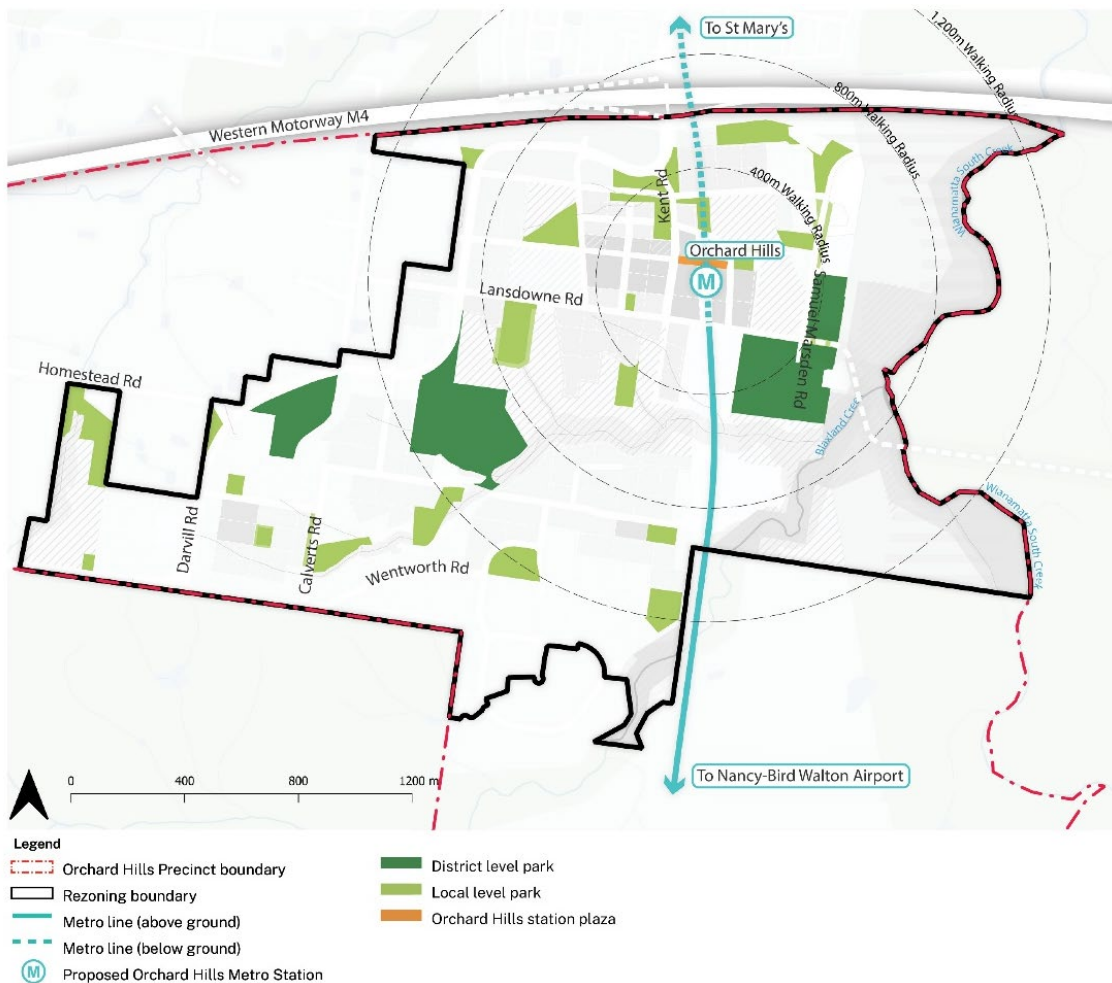 To St Mary's
1,200m Walking Radius
800m Walking Radius
Western Motorway M4
Wianamatta South Creek
400m Walking Radius
Kent Rd
Orchard Hills
M
Lansdowne Rd
Samuel Marsden Rd
Homestead Rd
Blaxland Creek
Wianamatta South Creek
Darvill Rd
Calverts Rd
Wentworth Rd
To Nancy-Bird Walton Airport
0 400 800 1200 m
Legend
Orchard Hills Precinct boundary
Rezoning boundary
Metro line (above ground)
Metro line (below ground)
M Proposed Orchard Hills Metro Station
District level park
Local level park
Orchard Hills station plaza